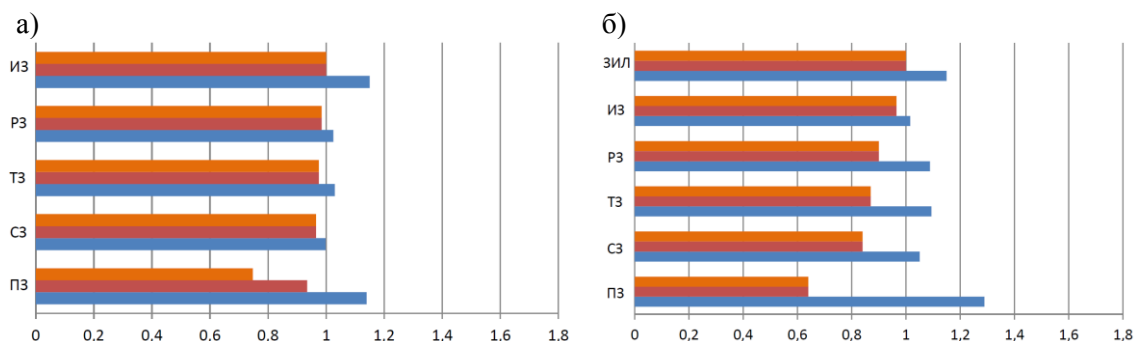 а)
ИЗ
РЗ
ТЗ
СЗ
ПЗ
0 0.2 0.4 0.6 0.8 1 1.2 1.4 1.6 1.8
б)
ЗИЛ
ИЗ
РЗ
ТЗ
СЗ
ПЗ
0 0,2 0,4 0,6 0,8 1 1,2 1,4 1,6 1,8